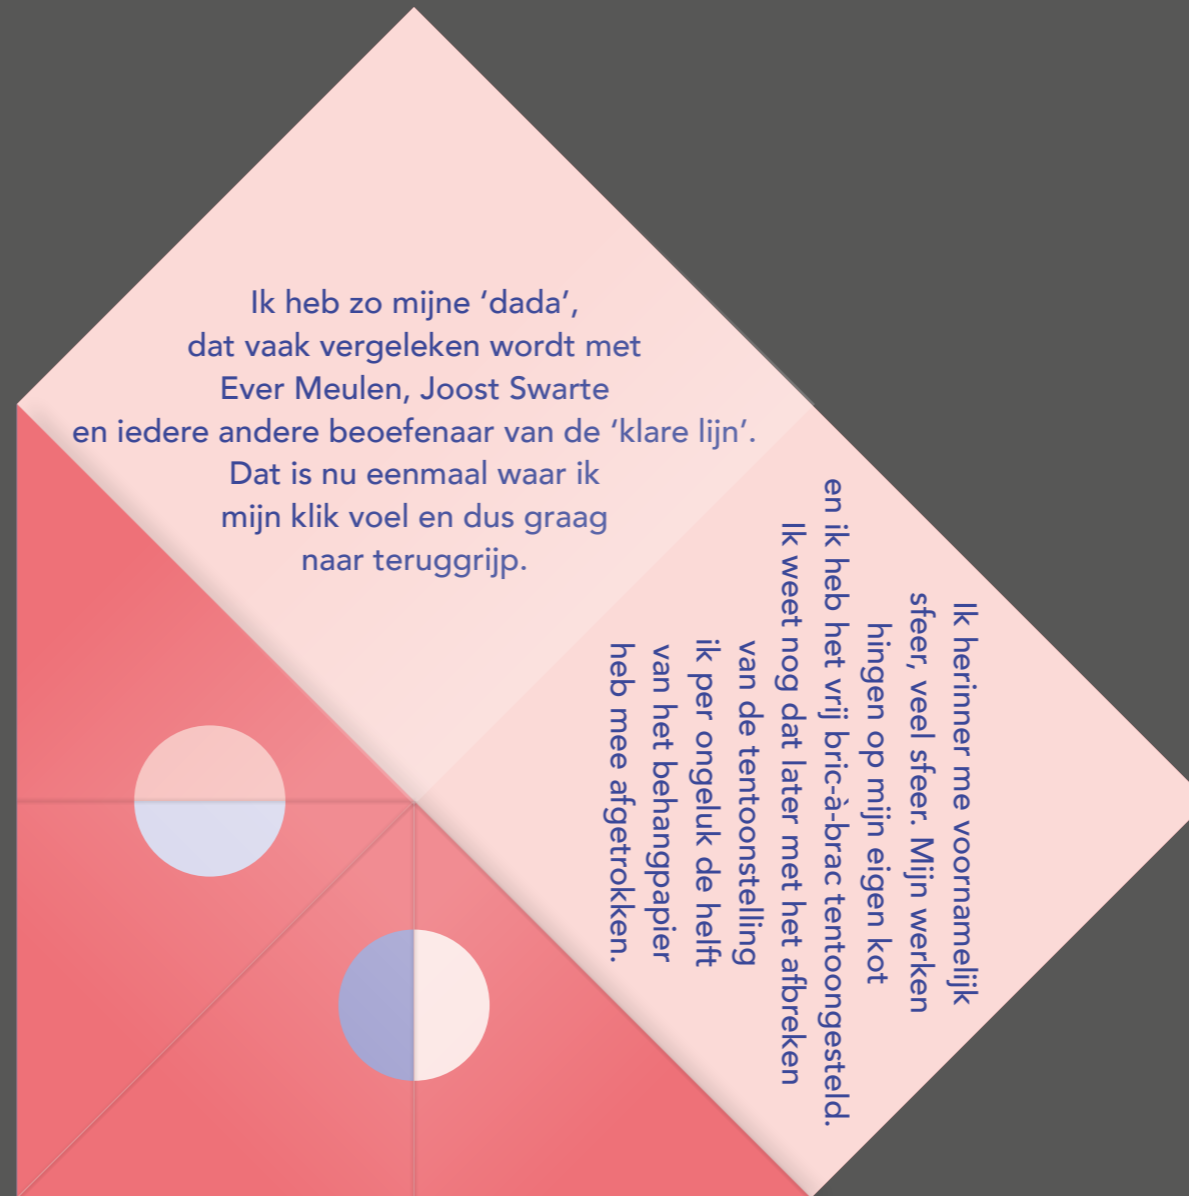 Ik heb zo mijne ‘dada’,
dat vaak vergeleken wordt met
Ever Meulen, Joost Swarte
en iedere andere beoefenaar van de ‘klare lijn’.
Dat is nu eenmaal waar ik
mijn klik voel en dus graag
naar teruggrijp.
Ik herinner me voornamelijk
sfeer, veel sfeer. Mijn werken
hingen op mijn eigen kot
en ik heb het vrij bric-à-brac tentoongesteld.
Ik weet nog dat later met het afbreken
van de tentoonstelling
ik per ongeluk de helft
van het behangpapier
heb mee afgetrokken.